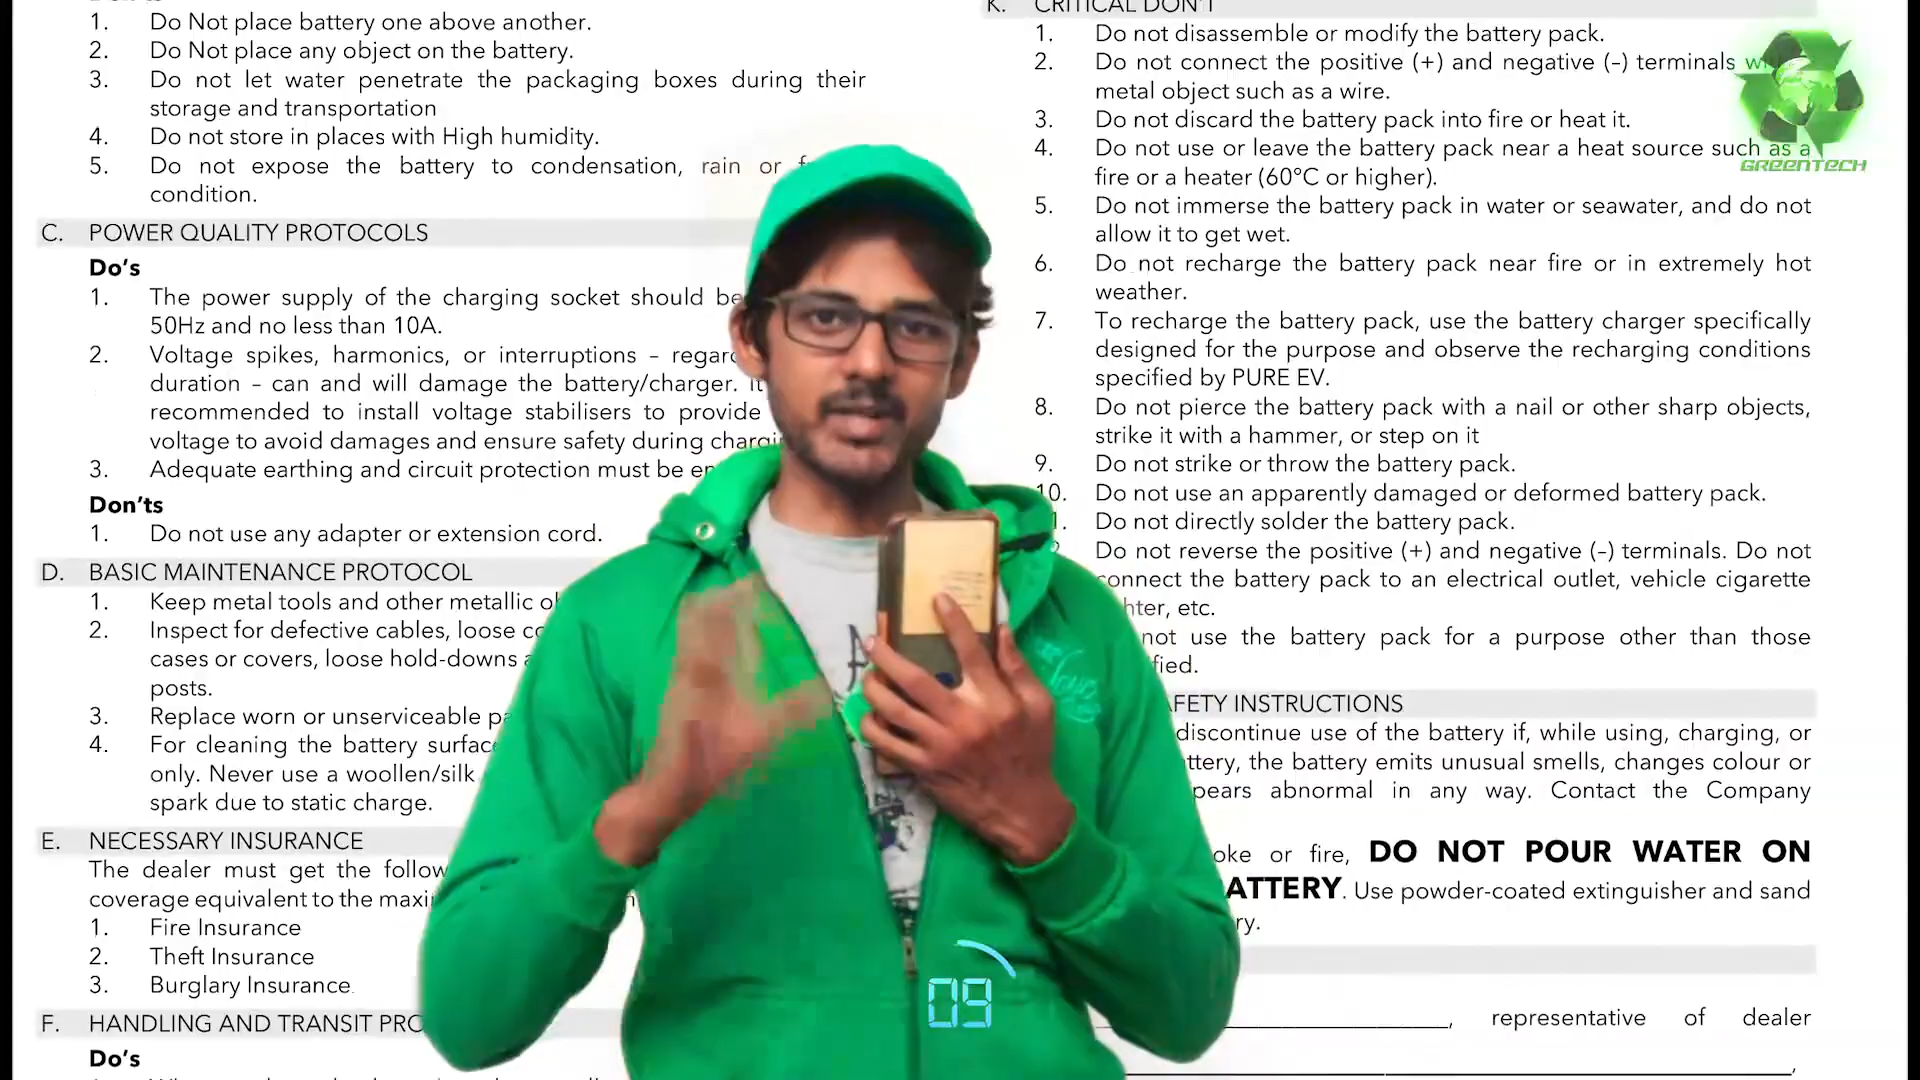 1. Do Not place battery one above another.
2. Do Not place any object on the battery.
3. Do not let water penetrate the packaging boxes during their
storage and transportation
4. Do not store in places with High humidity.
5. Do not expose the battery to condensation, rain or
condition.
C. POWER QUALITY PROTOCOLS
Do's
1. The power supply of the charging socket should be
50Hz and no less than 10A.
2. Voltage spikes, harmonics, or interruptions –
duration – can and will damage the battery/charger. It
recommended to install voltage stabilisers to provide
voltage to avoid damages and ensure safety during
3. Adequate earthing and circuit protection must be
Don'ts
1. Do not use any adapter or extension cord.
D. BASIC MAINTENANCE PROTOCOL
1. Keep metal tools and other metallic
2. Inspect for defective cables, loose
cases or covers, loose hold-downs
posts.
3. Replace worn or unserviceable
4. For cleaning the battery
only. Never use a woollen/silk
spark due to static charge.
E. NECESSARY INSURANCE
The dealer must get the
coverage equivalent to the
1. Fire Insurance
2. Theft Insurance
3. Burglary Insurance
F. HANDLING AND TRANSIT
Do's
K. CRITICAL DON'T
1. Do not disassemble or modify the battery pack.
2. Do not connect the positive (+) and negative (–) terminals
metal object such as a wire.
3. Do not discard the battery pack into fire or heat it.
4. Do not use or leave the battery pack near a heat source such as a
fire or a heater (60°C or higher).
5. Do not immerse the battery pack in water or seawater, and do not
allow it to get wet.
6. Do not recharge the battery pack near fire or in extremely hot
weather.
7. To recharge the battery pack, use the battery charger specifically
designed for the purpose and observe the recharging conditions
specified by PURE EV.
8. Do not pierce the battery pack with a nail or other sharp objects,
strike it with a hammer, or step on it
9. Do not strike or throw the battery pack.
10. Do not use an apparently damaged or deformed battery pack.
Do not directly solder the battery pack.
Do not reverse the positive (+) and negative (–) terminals. Do not
connect the battery pack to an electrical outlet, vehicle cigarette
etc.
not use the battery pack for a purpose other than those
INSTRUCTIONS
discontinue use of the battery if, while using, charging, or
the battery emits unusual smells, changes colour or
abnormal in any way. Contact the Company
or fire, DO NOT POUR WATER ON
BATTERY. Use powder-coated extinguisher and sand
, representative of dealer
GREENTECH
09